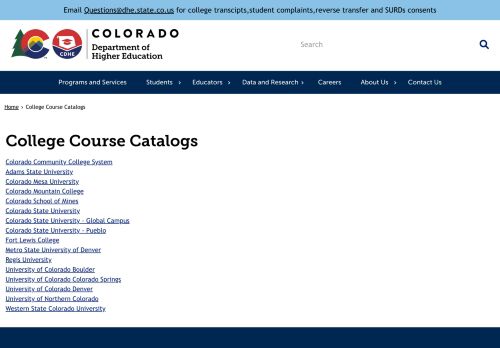 Email Questions@dhe.state.co.us for college transcipts,student complaints,reverse transfer and SURDs consents
COLORADO
Department of
Higher Education
CDHE
Search
Programs and Services Students › Educators › Data and Research › Careers About Us › Contact Us
Home › College Course Catalogs
College Course Catalogs
Colorado Community College System
Adams State University
Colorado Mesa University
Colorado Mountain College
Colorado School of Mines
Colorado State University
Colorado State University - Global Campus
Colorado State University - Pueblo
Fort Lewis College
Metro State University of Denver
Regis University
University of Colorado Boulder
University of Colorado Colorado Springs
University of Colorado Denver
University of Northern Colorado
Western State Colorado University